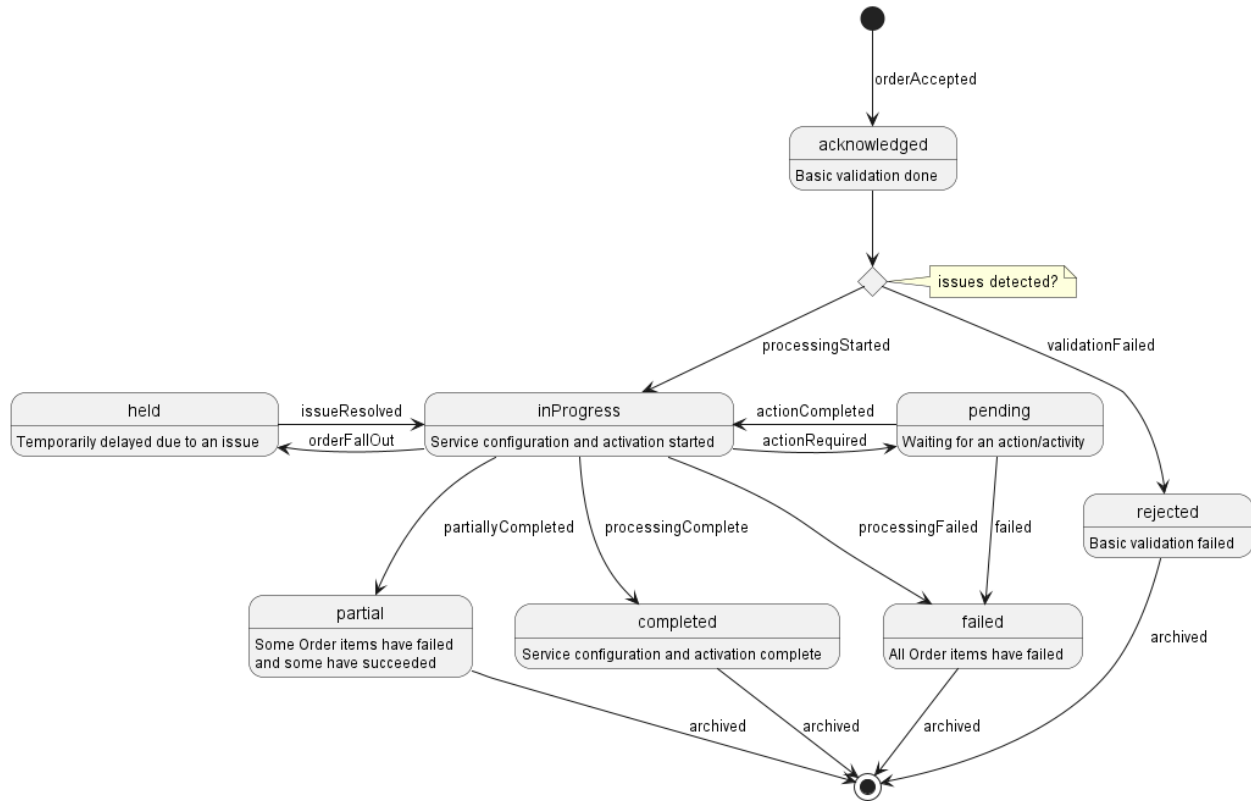 orderAccepted
acknowledged
Basic validation done
issues detected?
processingStarted
validationFailed
held
Temporarily delayed due to an issue
issueResolved
orderFallOut
inProgress
Service configuration and activation started
actionCompleted
actionRequired
pending
Waiting for an action/activity
rejected
Basic validation failed
partiallyCompleted
processingComplete
processingFailed
failed
partial
Some Order items have failed
and some have succeeded
completed
Service configuration and activation complete
failed
All Order items have failed
archived
archived
archived
archived